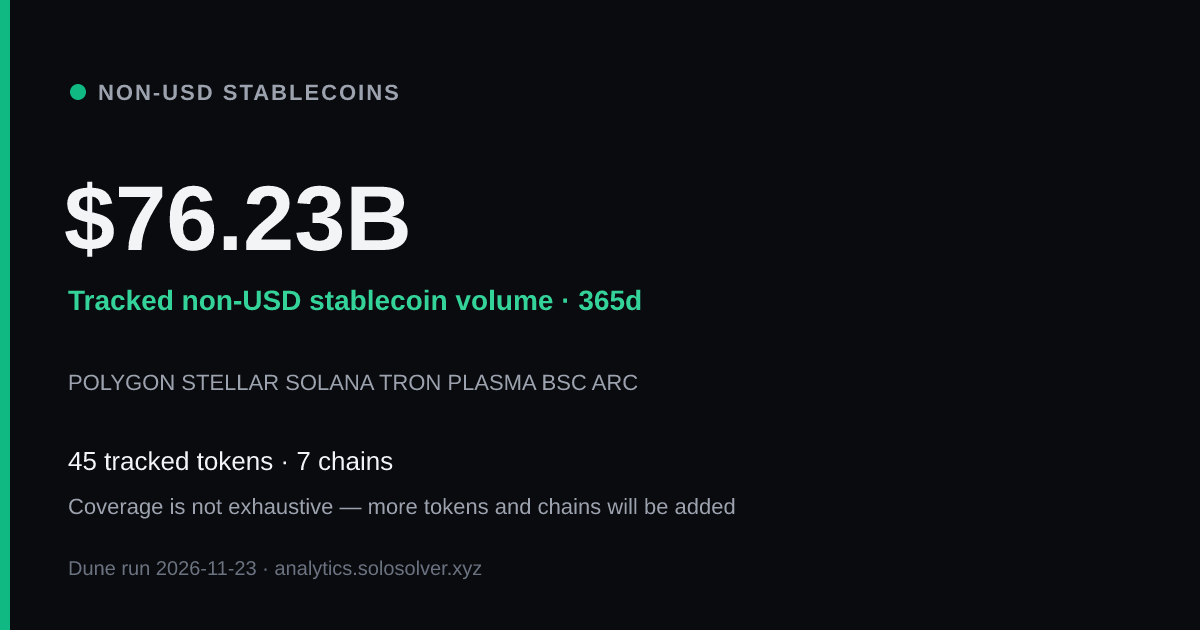 NON-USD STABLECOINS
$76.23B
Tracked non-USD stablecoin volume · 365d
POLYGON STELLAR SOLANA TRON PLASMA BSC ARC
45 tracked tokens · 7 chains
Coverage is not exhaustive — more tokens and chains will be added
Dune run 2026-11-23 · analytics.solosolver.xyz